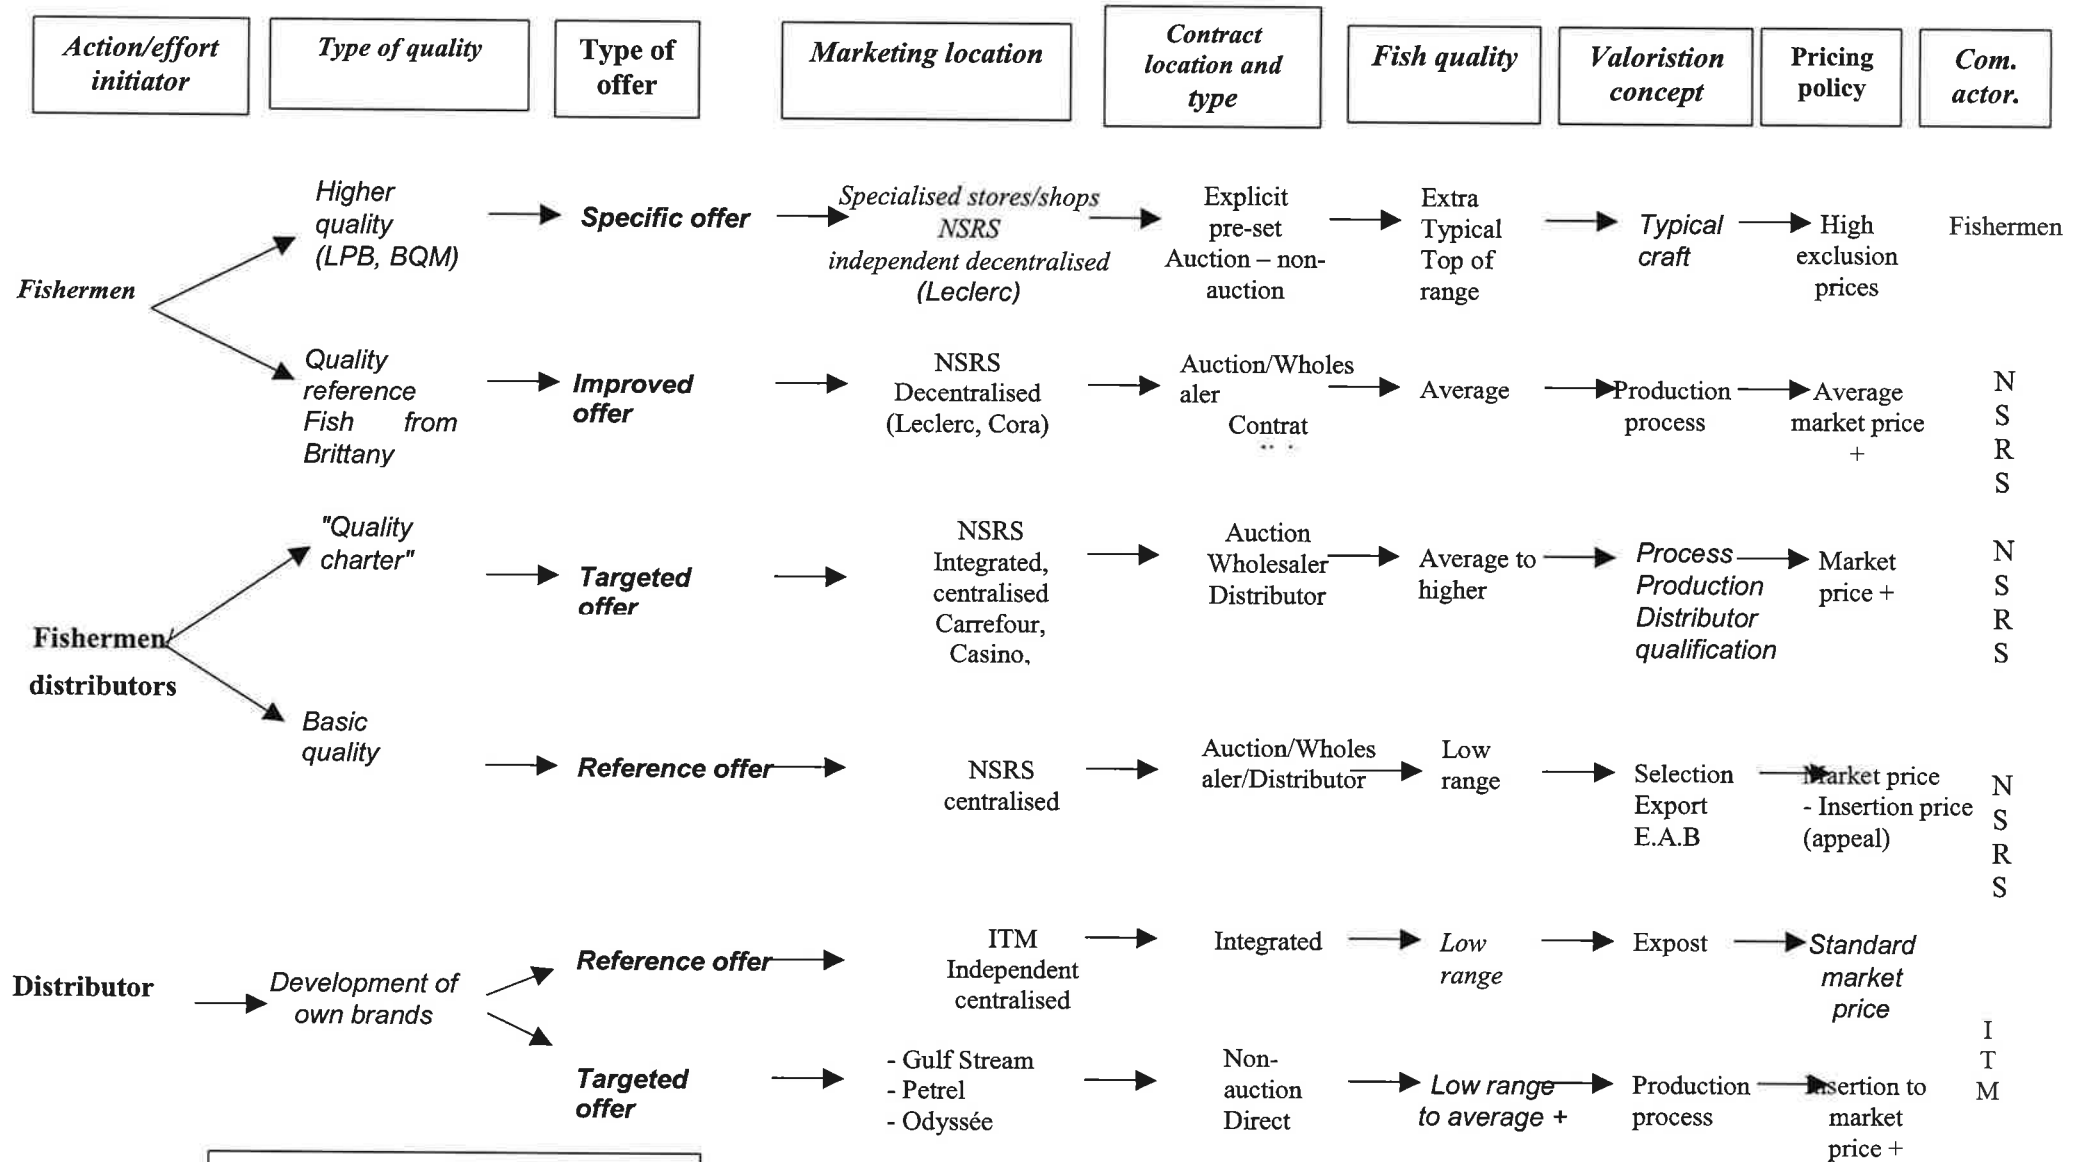 Action/effort
initiator
Type of quality
Type of
offer
Marketing location
Contract
location and
type
Fish quality
Valoristion
concept
Pricing
policy
Com.
actor.
Fishermen
Higher
quality
(LPB, BQM)
Specific offer
Specialised stores/shops
NSRS
independent decentralised
(Leclerc)
Explicit
pre-set
Auction – non-
auction
Extra
Typical
Top of
range
Typical
craft
High
exclusion
prices
Fishermen
Quality
reference
Fish from
Brittany
Improved
offer
NSRS
Decentralised
(Leclerc, Cora)
Auction/Wholes
aler
Contrat
Average
Production
process
Average
market price
+
N
S
R
S
Fishermen/
distributors
"Quality
charter"
Targeted
offer
NSRS
Integrated,
centralised
Carrefour,
Casino,
Auction
Wholesaler
Distributor
Average to
higher
Process
Production
Distributor
qualification
Market
price +
N
S
R
S
Basic
quality
Reference offer
NSRS
centralised
Auction/Wholes
aler/Distributor
Low
range
Selection
Export
E.A.B
Market price
- Insertion price
(appeal)
N
S
R
S
Distributor
Development of
own brands
Reference offer
ITM
Independent
centralised
Integrated
Low
range
Expost
Standard
market
price
Targeted
offer
- Gulf Stream
- Petrel
- Odyssée
Non-
auction
Direct
Low range
to average +
Production
process
Insertion to
market
price +
I
T
M